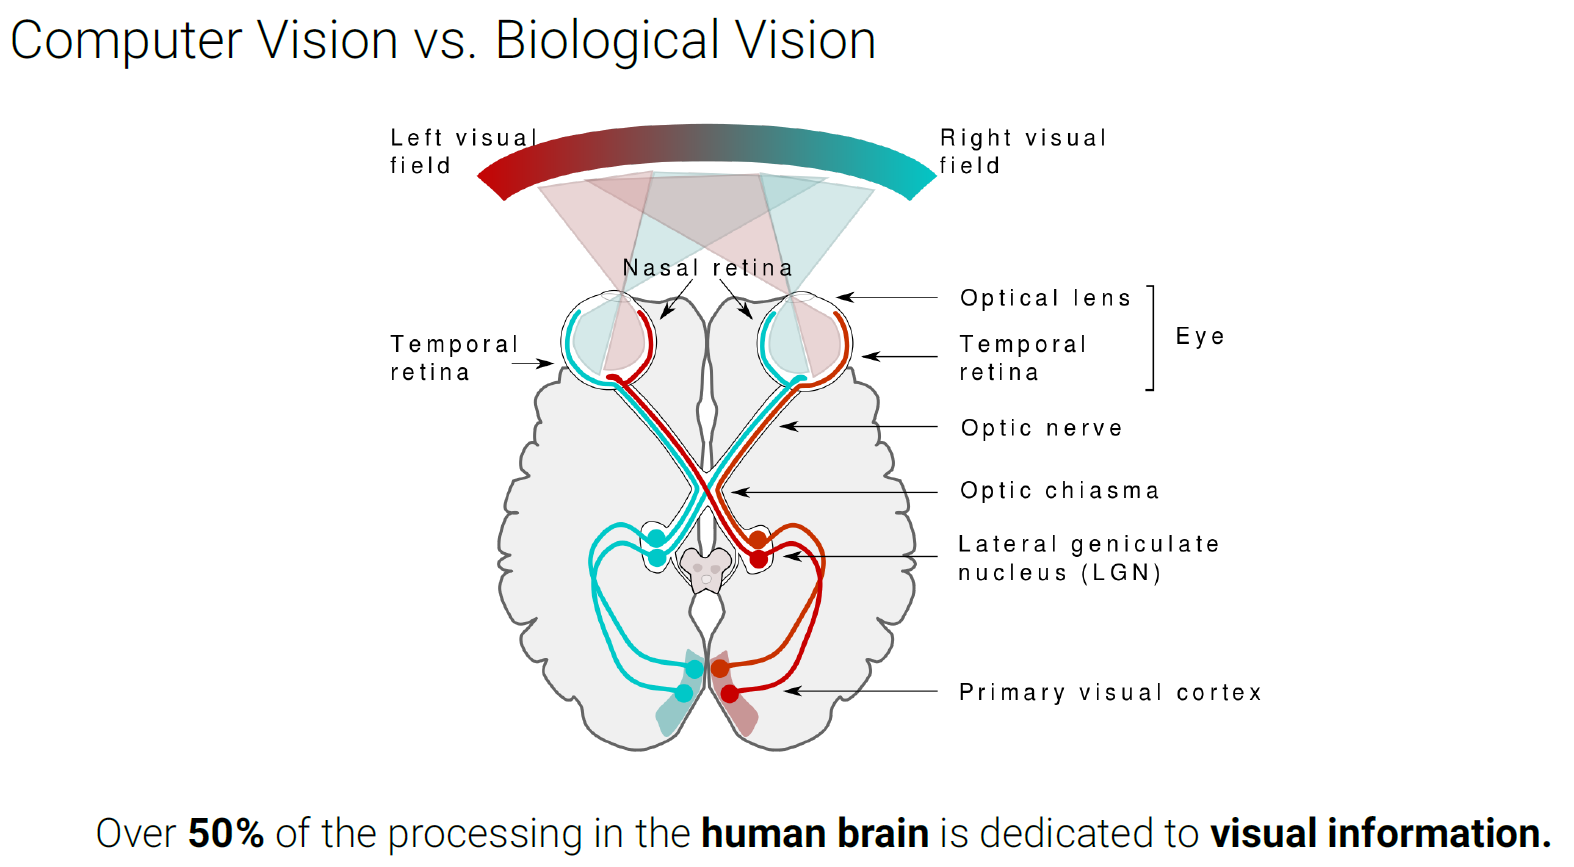 Computer Vision vs. Biological Vision
Left visual
field
Right visual
field
Nasal retina
Optical lens
Eye
Temporal
retina
Temporal
retina
Optic nerve
Optic chiasma
Lateral geniculate
nucleus (LGN)
Primary visual cortex
Over 50% of the processing in the human brain is dedicated to visual information.